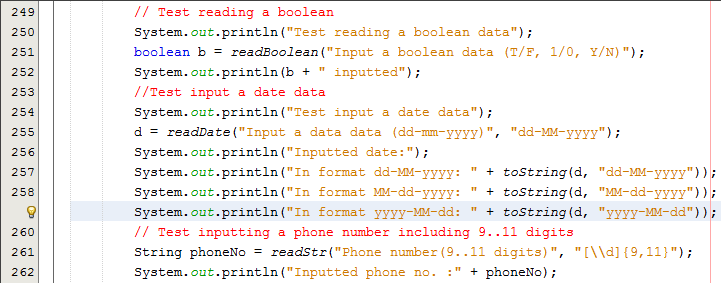 249 // Test reading a boolean
250 System.out.println("Test reading a boolean data");
251 boolean b = readBoolean("Input a boolean data (T/F, 1/0, Y/N)");
252 System.out.println(b + " inputted");
253 //Test input a date data
254 System.out.println("Test input a date data");
255 d = readDate("Input a data data (dd-mm-yyyy)", "dd-MM-yyyy");
256 System.out.println("Inputted date:");
257 System.out.println("In format dd-MM-yyyy: " + toString(d, "dd-MM-yyyy"));
258 System.out.println("In format MM-dd-yyyy: " + toString(d, "MM-dd-yyyy"));
System.out.println("In format yyyy-MM-dd: " + toString(d, "yyyy-MM-dd"));
260 // Test inputting a phone number including 9..11 digits
261 String phoneNo = readStr("Phone number(9..11 digits)", "[\\d]{9,11}");
262 System.out.println("Inputted phone no. :" + phoneNo);